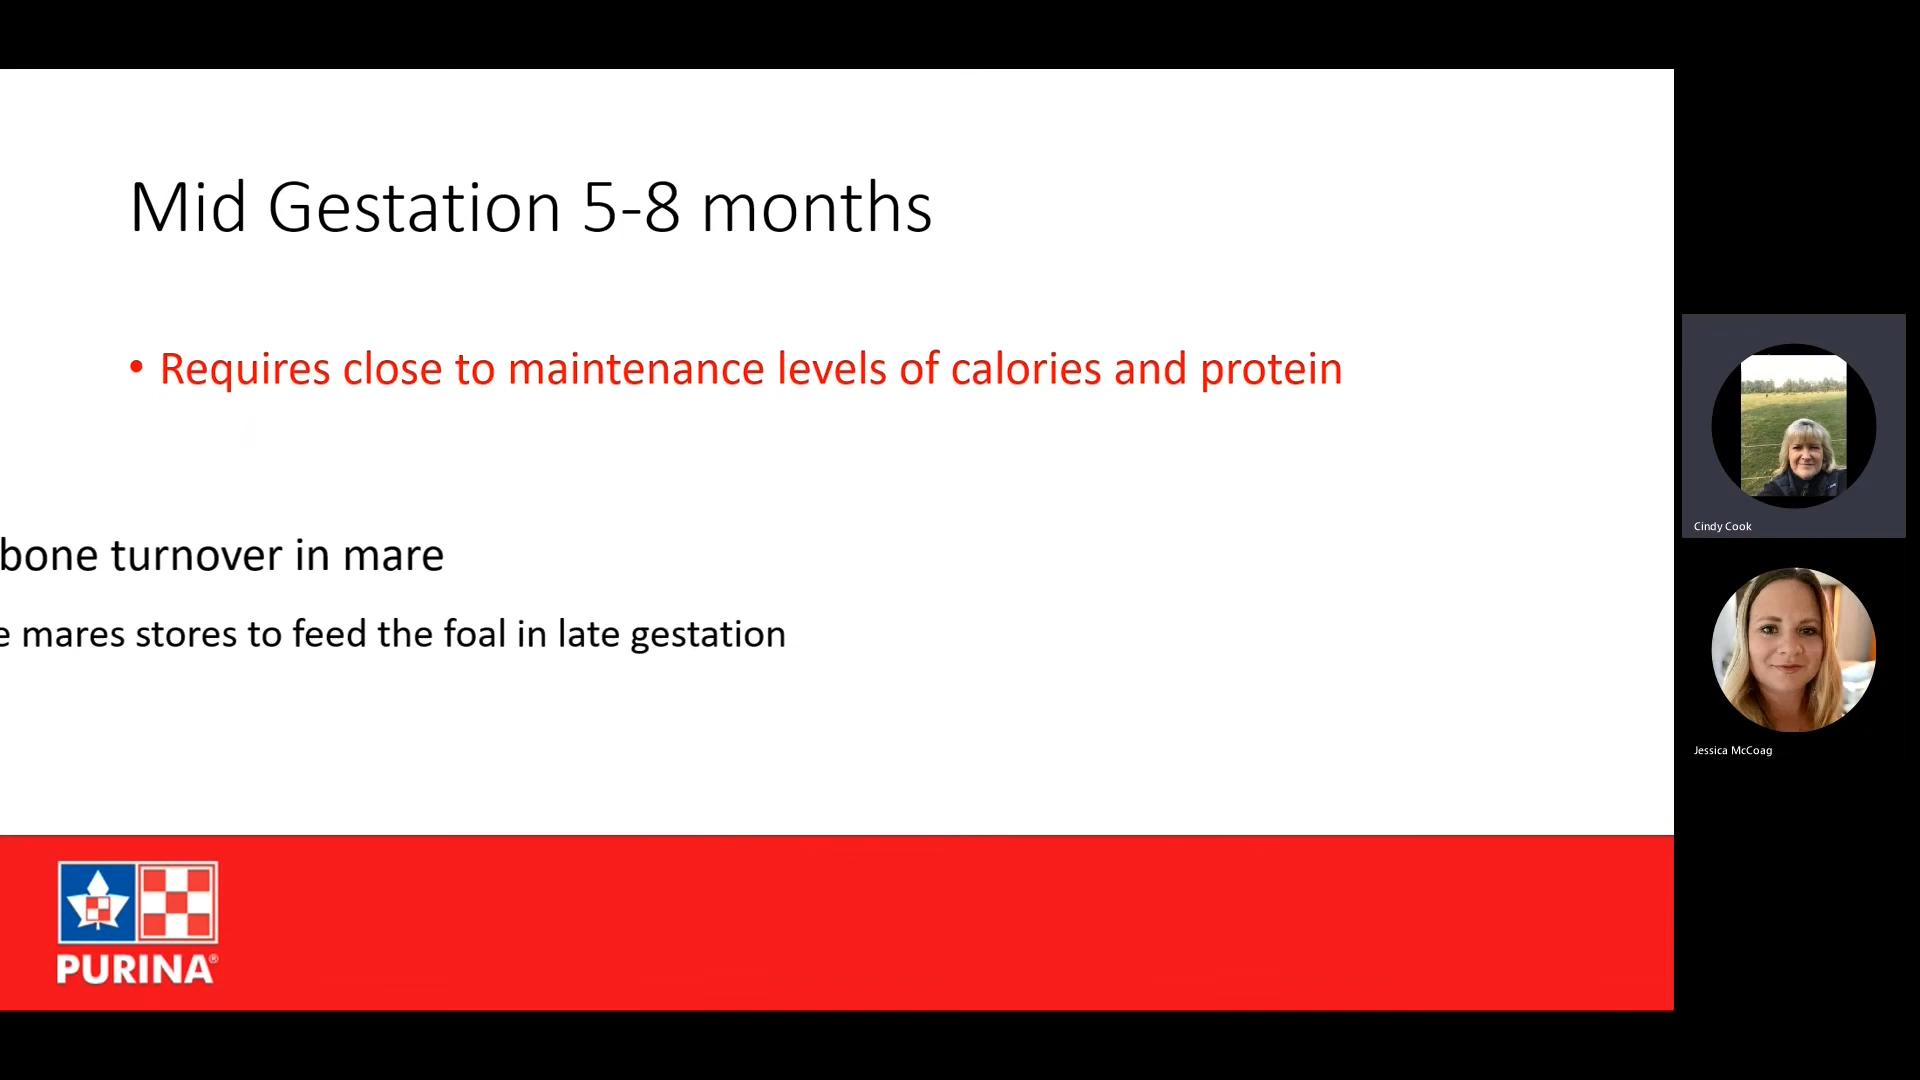 Mid Gestation 5-8 months
• Requires close to maintenance levels of calories and protein
bone turnover in mare
e mares stores to feed the foal in late gestation
PURINA®
Cindy Cook
Jessica McCoag